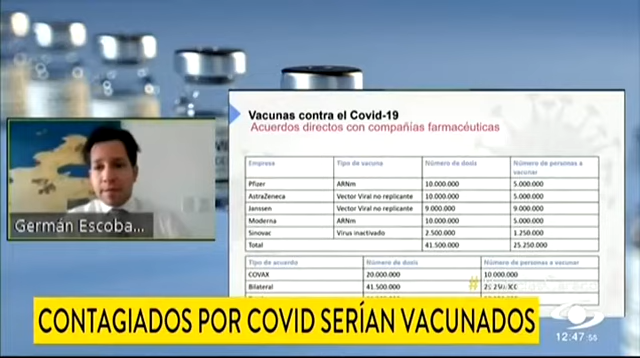 Vacunas contra el Covid-19
Acuerdos directos con compañías farmacéuticas
Empresa Tipo de vacuna Número de dosis Número de personas a vacunar
Pfizer ARNm 10.000.000 5.000.000
AstraZeneca Vector Viral no replicante 10.000.000 5.000.000
Janssen Vector Viral no replicante 9.000.000 9.000.000
Moderna ARNm 10.000.000 5.000.000
Sinovac Virus inactivado 2.500.000 1.250.000
Total 41.500.000 25.250.000
Tipo de acuerdo Número de dosis Número de personas a vacunar
COVAX 20.000.000 10.000.000
Bilateral 41.500.000
Germán Escoba...
CONTAGIADOS POR COVID SERÍAN VACUNADOS
12:47:55